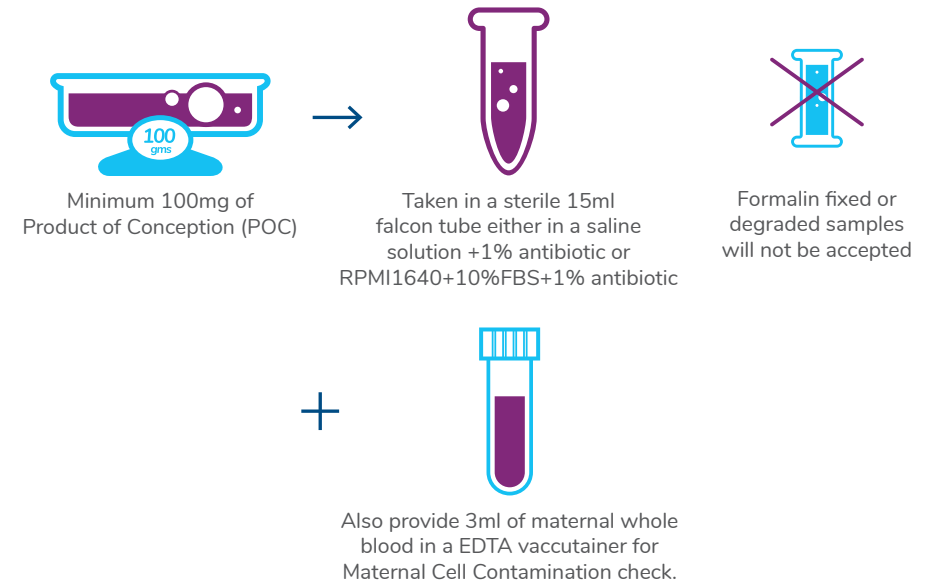 100
gms
Minimum 100mg of
Product of Conception (POC)
Taken in a sterile 15ml
falcon tube either in a saline
solution +1% antibiotic or
RPMI1640+10%FBS+1% antibiotic
Formalin fixed or
degraded samples
will not be accepted
Also provide 3ml of maternal whole
blood in a EDTA vaccutainer for
Maternal Cell Contamination check.